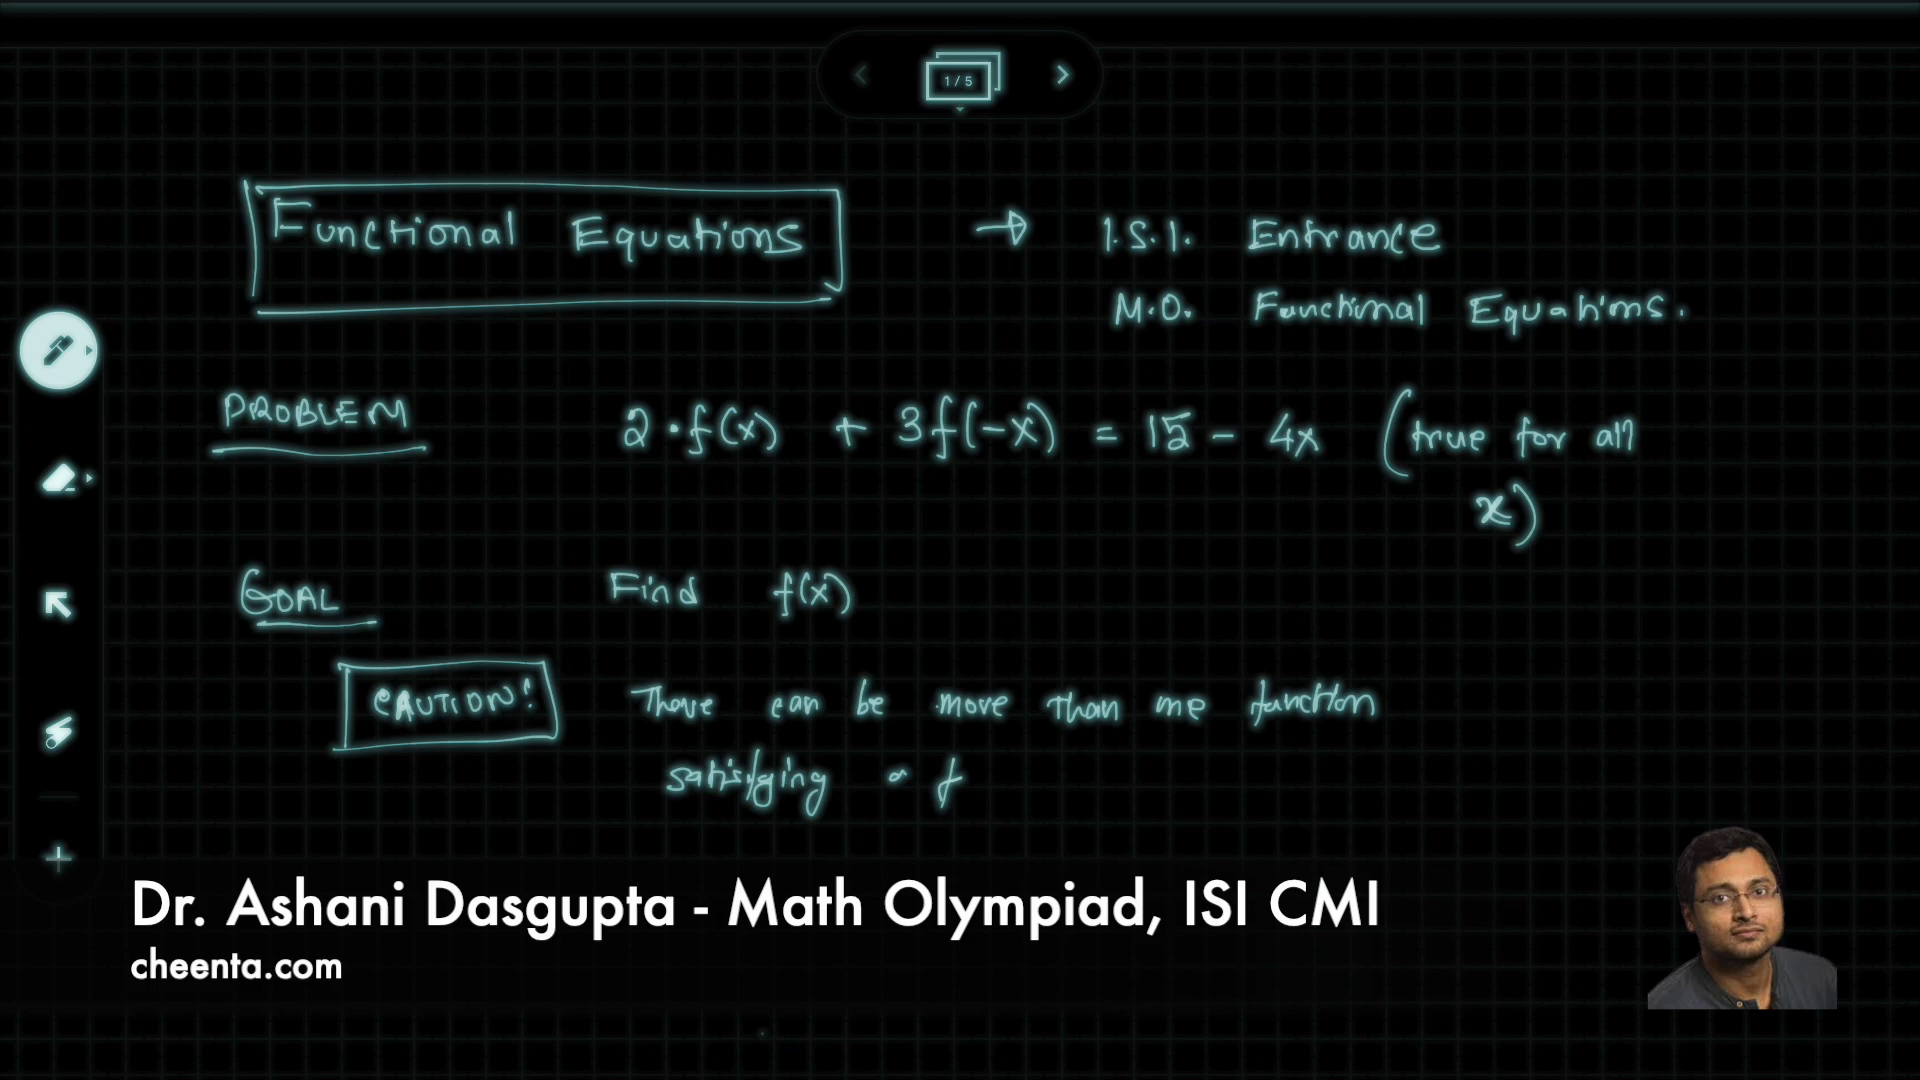 1 / 5
Functional Equations → I.S.I. Entrance
M.O. Functional Equations.
PROBLEM 2·f(x) + 3f(-x) = 15 - 4x (true for all
x)
GOAL Find f(x)
CAUTION! There can be more than one function
satisfying a f
Dr. Ashani Dasgupta - Math Olympiad, ISI CMI
cheenta.com